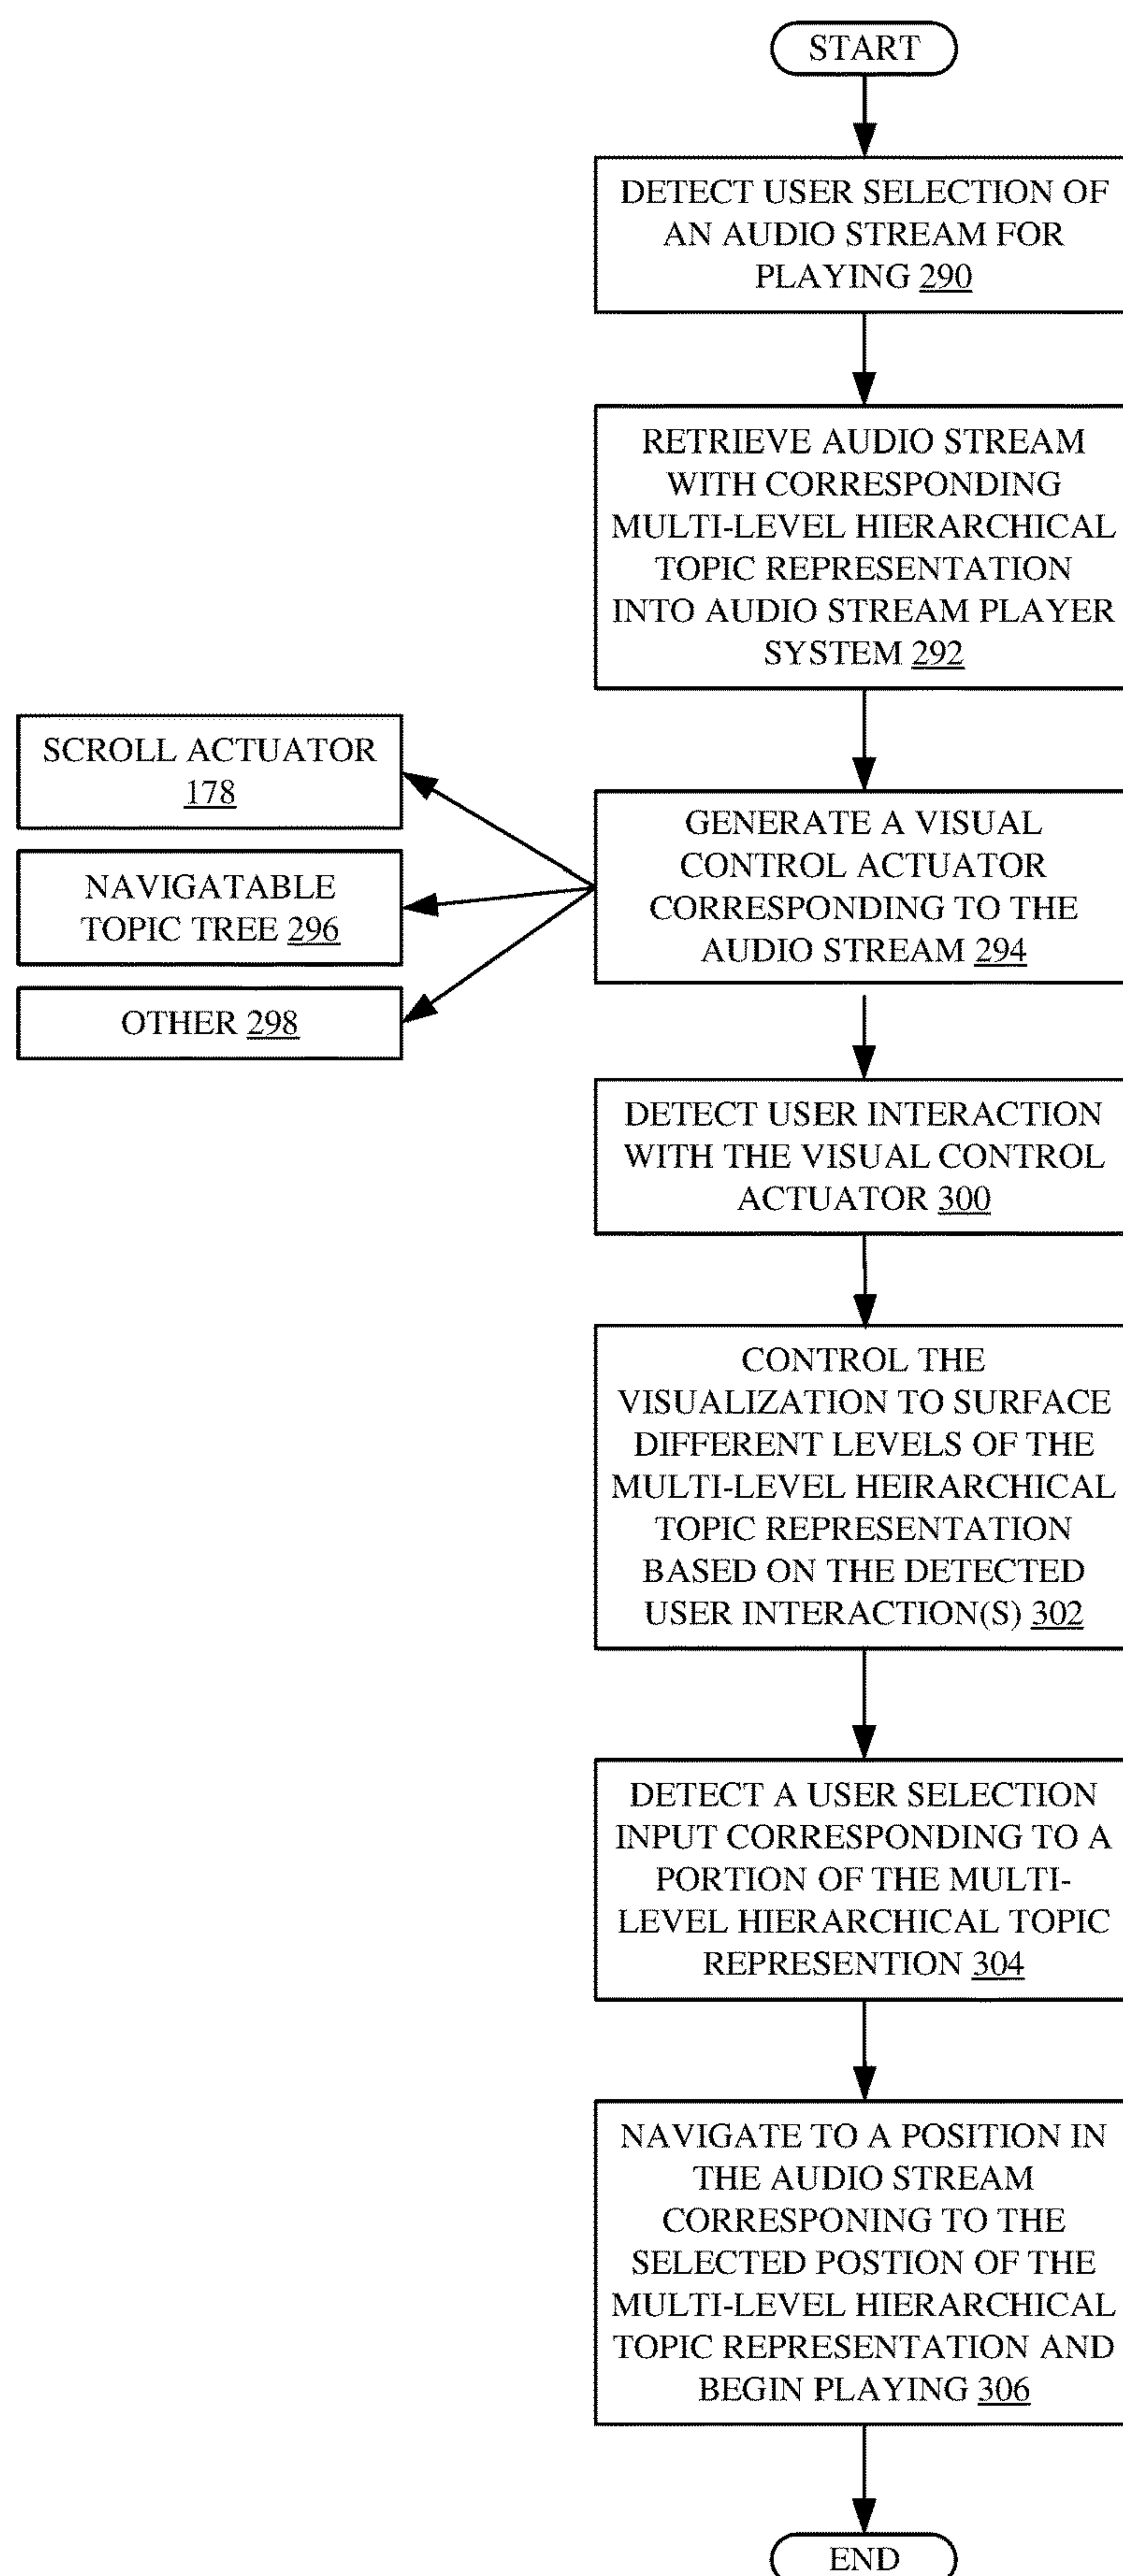 START
DETECT USER SELECTION OF
AN AUDIO STREAM FOR
PLAYING 290
RETRIEVE AUDIO STREAM
WITH CORRESPONDING
MULTI-LEVEL HIERARCHICAL
TOPIC REPRESENTATION
INTO AUDIO STREAM PLAYER
SYSTEM 292
GENERATE A VISUAL
CONTROL ACTUATOR
CORRESPONDING TO THE
AUDIO STREAM 294
SCROLL ACTUATOR
178
NAVIGATABLE
TOPIC TREE 296
OTHER 298
DETECT USER INTERACTION
WITH THE VISUAL CONTROL
ACTUATOR 300
CONTROL THE
VISUALIZATION TO SURFACE
DIFFERENT LEVELS OF THE
MULTI-LEVEL HEIRARCHICAL
TOPIC REPRESENTATION
BASED ON THE DETECTED
USER INTERACTION(S) 302
DETECT A USER SELECTION
INPUT CORRESPONDING TO A
PORTION OF THE MULTI-
LEVEL HIERARCHICAL TOPIC
REPRESENTION 304
NAVIGATE TO A POSITION IN
THE AUDIO STREAM
CORRESPONING TO THE
SELECTED POSTION OF THE
MULTI-LEVEL HIERARCHICAL
TOPIC REPRESENTATION AND
BEGIN PLAYING 306
END